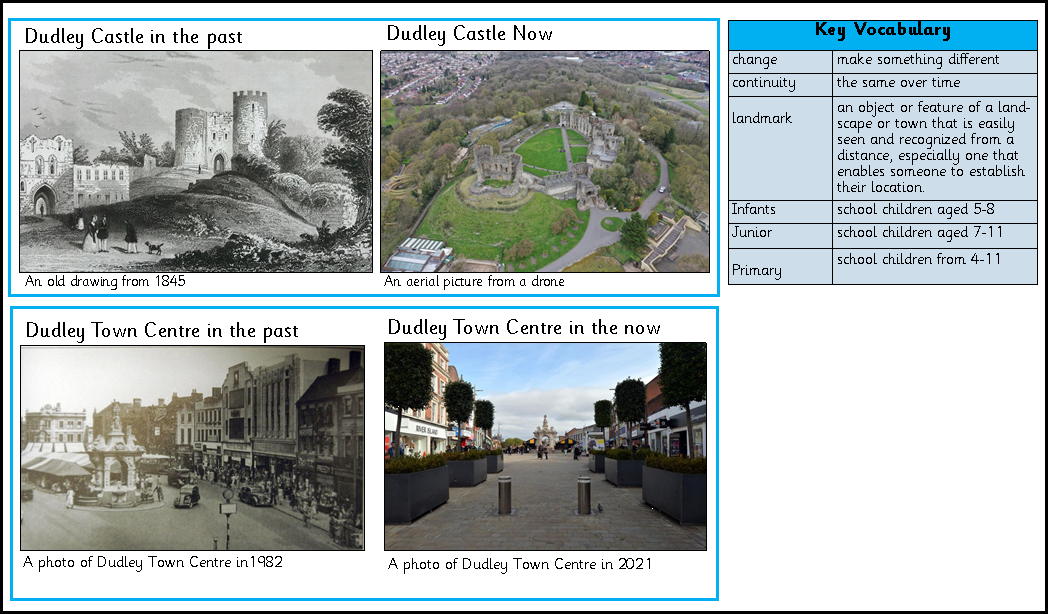 Dudley Castle in the past
Dudley Castle Now
An old drawing from 1845
An aerial picture from a drone
Dudley Town Centre in the past
Dudley Town Centre in the now
RIVER ISLAND
A photo of Dudley Town Centre in1982
A photo of Dudley Town Centre in 2021
Key Vocabulary
change
make something different
continuity
the same over time
landmark
an object or feature of a land-
scape or town that is easily
seen and recognized from a
distance, especially one that
enables someone to establish
their location.
Infants
school children aged 5-8
Junior
school children aged 7-11
Primary
school children from 4-11